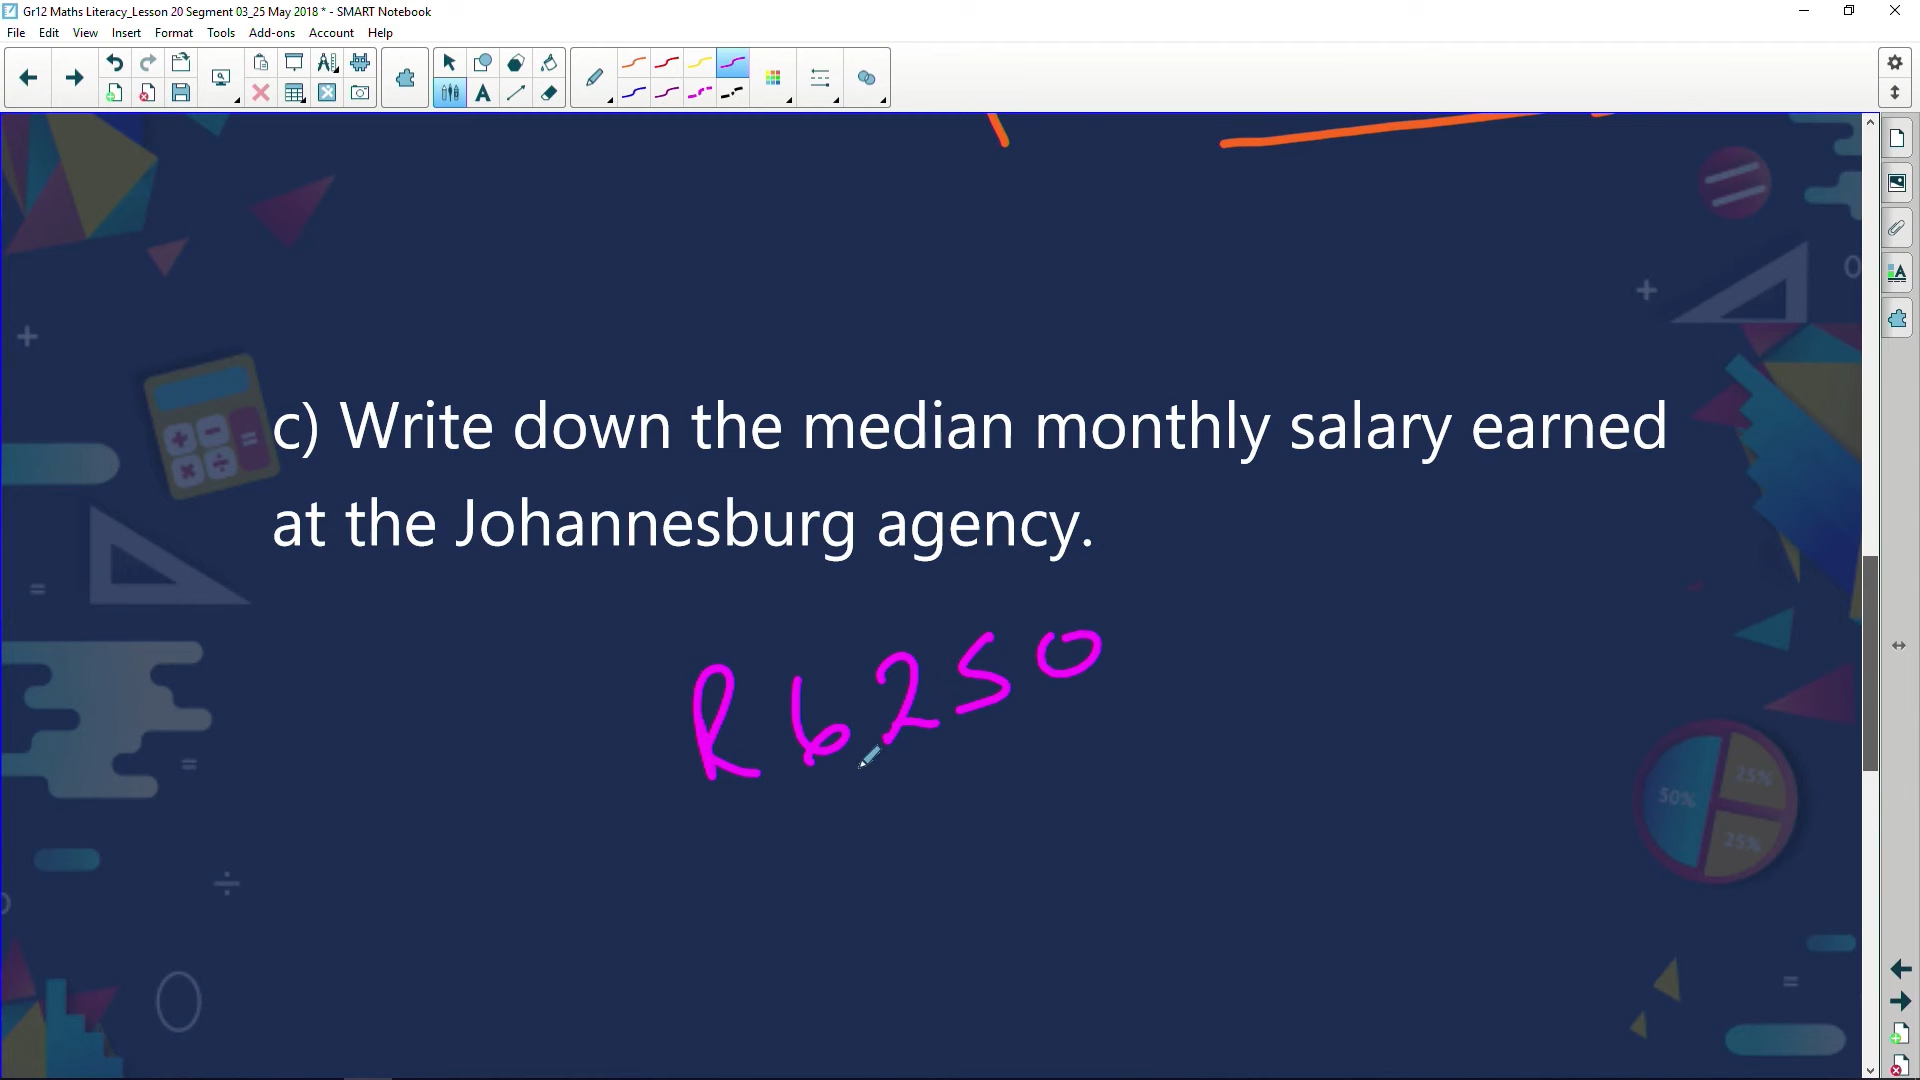 Gr12 Maths Literacy_Lesson 20 Segment 03_25 May 2018 * - SMART Notebook
File Edit View Insert Format Tools Add-ons Account Help
c) Write down the median monthly salary earned
at the Johannesburg agency.
R6250
50%
25%
25%